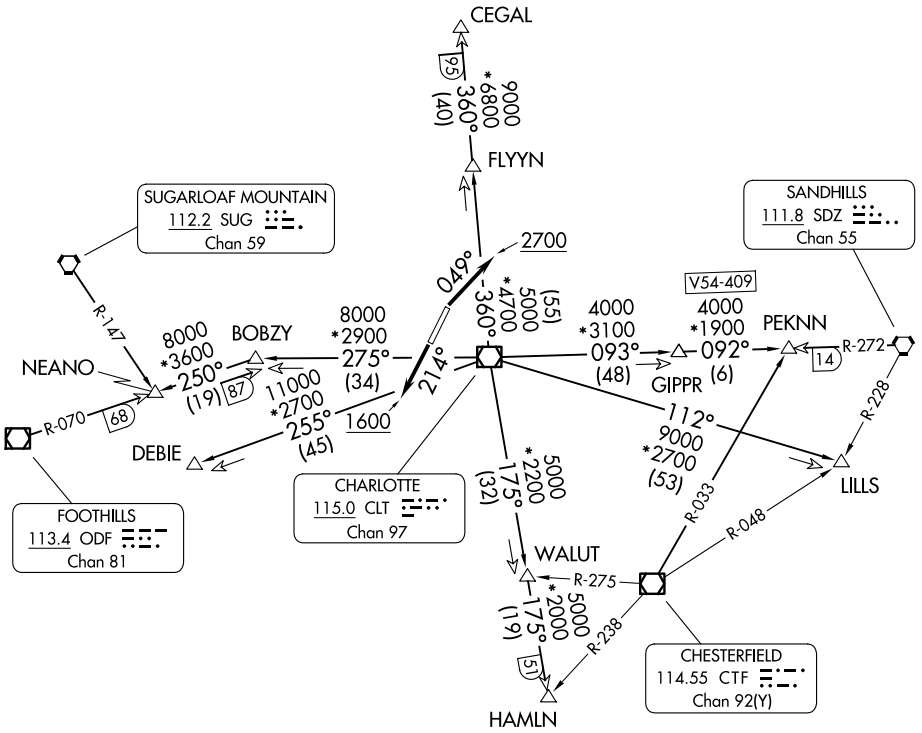 CEGAL
95
360°
(40)
9000
*6800
FLYYN
SUGARLOAF MOUNTAIN
112.2 SUG
Chan 59
SANDHILLS
111.8 SDZ
Chan 55
2700
049°
360°
5000
*4700
(55)
R-147
8000
*3600
250°
(19)
BOBZY
87
8000
*2900
275°
(34)
214°
4000
*3100
093°
(48)
V54-409
4000
*1900
092°
(6)
PEKNN
14
R-272
GIPPR
NEANO
R-070
68
11000
*2700
255°
(45)
1600
DEBIE
R-228
112°
9000
*2700
(53)
LILLS
FOOTHILLS
113.4 ODF
Chan 81
CHARLOTTE
115.0 CLT
Chan 97
5000
*2200
175°
(32)
R-033
R-048
WALUT
R-275
5000
*2000
175°
(19)
51
R-238
HAMLN
CHESTERFIELD
114.55 CTF
Chan 92(Y)